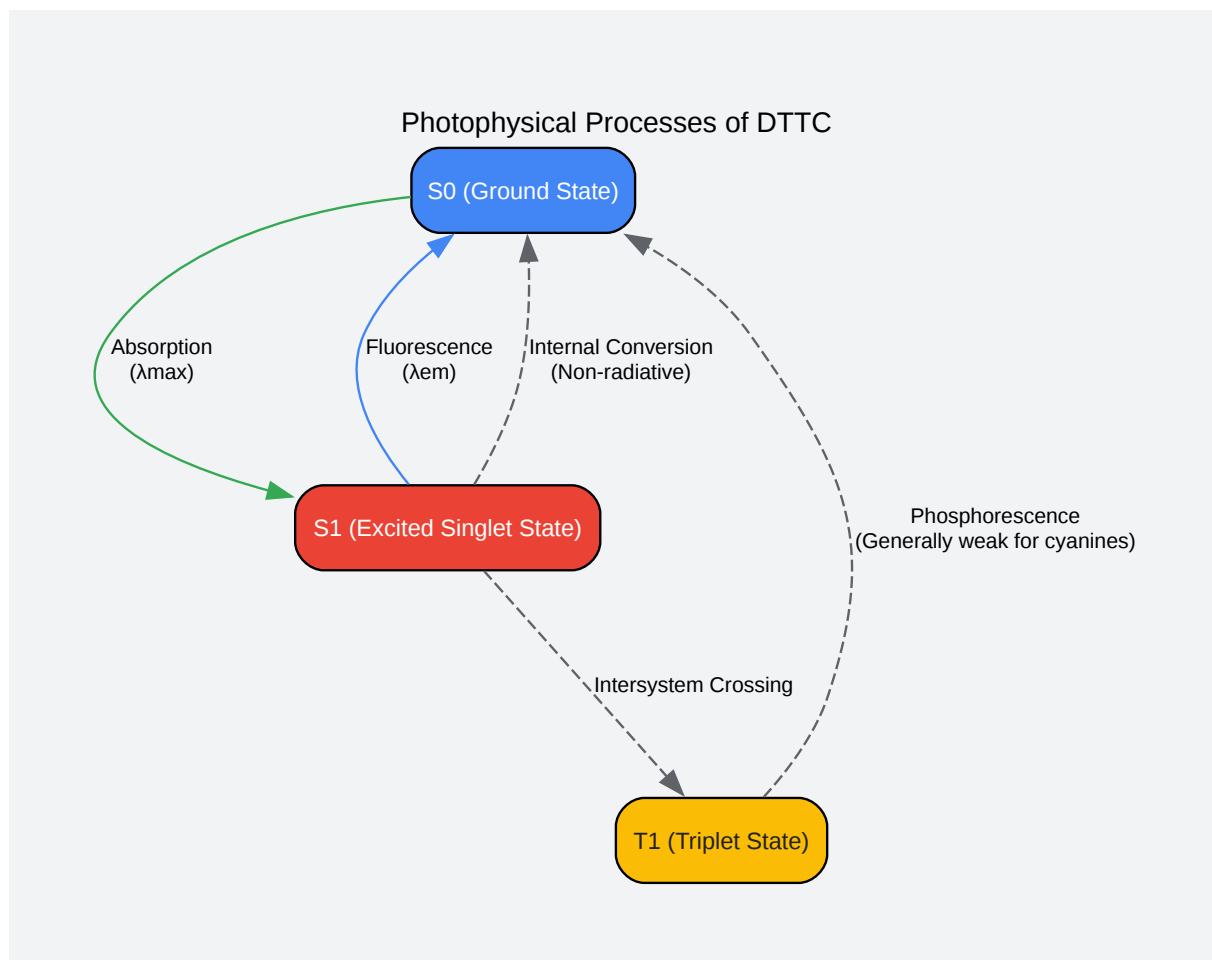 Photophysical Processes of DTTC
S0 (Ground State)
Absorption
(λmax)
Fluorescence
(λem)
Internal Conversion
(Non-radiative)
S1 (Excited Singlet State)
Phosphorescence
(Generally weak for cyanines)
Intersystem Crossing
T1 (Triplet State)